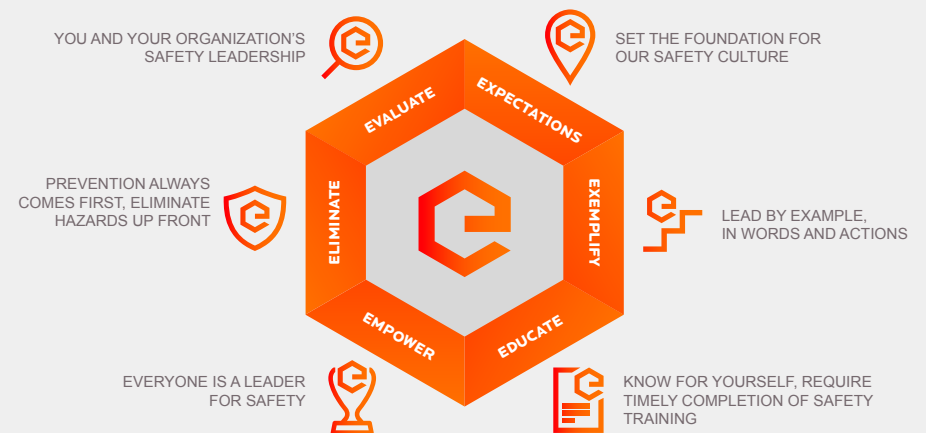 YOU AND YOUR ORGANIZATION'S
SAFETY LEADERSHIP
EVALUATE
EXPECTATIONS
SET THE FOUNDATION FOR
OUR SAFETY CULTURE
PREVENTION ALWAYS
COMES FIRST, ELIMINATE
HAZARDS UP FRONT
ELIMINATE
EXEMPLIFY
LEAD BY EXAMPLE,
IN WORDS AND ACTIONS
EVERYONE IS A LEADER
FOR SAFETY
EMPOWER
EDUCATE
KNOW FOR YOURSELF, REQUIRE
TIMELY COMPLETION OF SAFETY
TRAINING